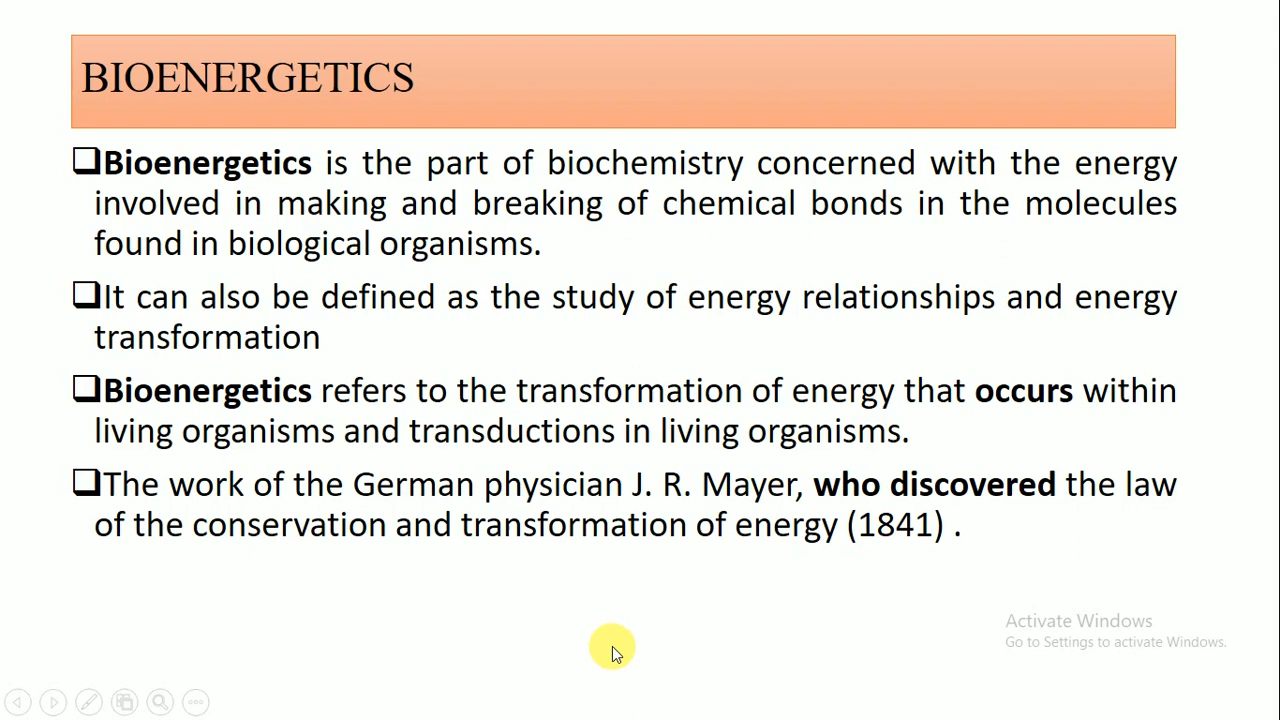 BIOENERGETICS
❑Bioenergetics is the part of biochemistry concerned with the energy
involved in making and breaking of chemical bonds in the molecules
found in biological organisms.
❑It can also be defined as the study of energy relationships and energy
transformation
❑Bioenergetics refers to the transformation of energy that occurs within
living organisms and transductions in living organisms.
❑The work of the German physician J. R. Mayer, who discovered the law
of the conservation and transformation of energy (1841) .
Activate Windows
Go to Settings to activate Windows.